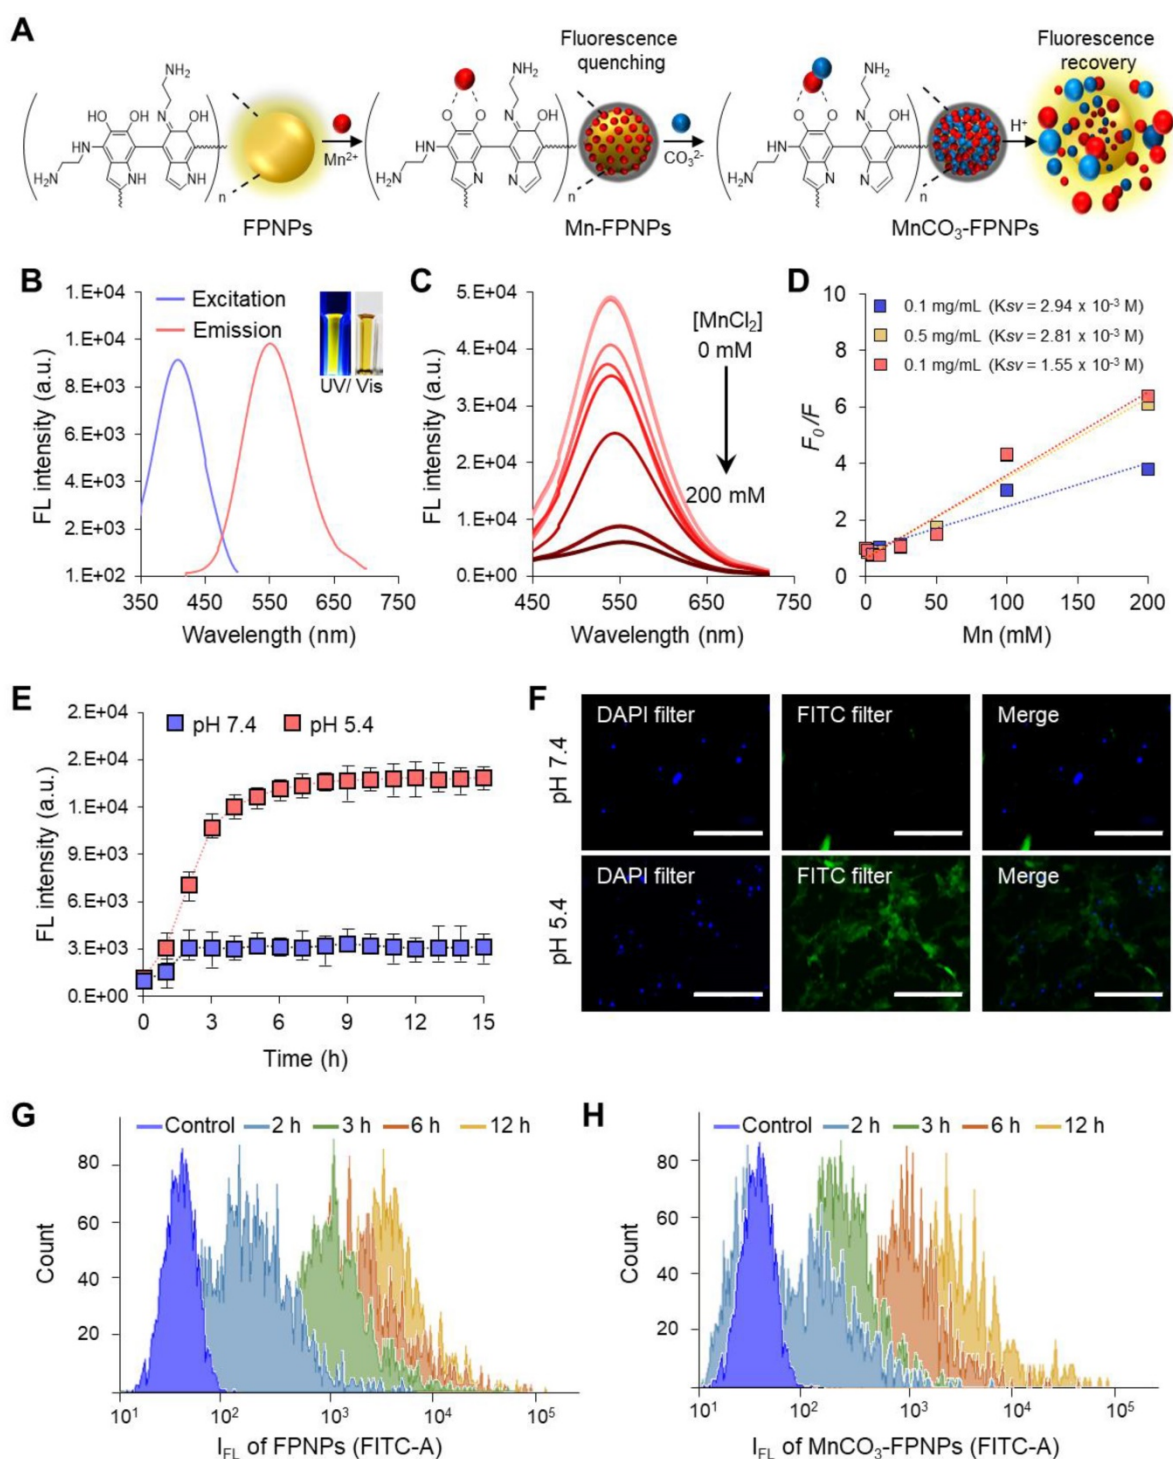 A
Fluorescence quenching
Fluorescence recovery
NH2
HO OH N OH
HN
H2N
NH
NH
n
Mn2+
NH2
O O N OH
HN
H2N
N
N
n
CO32-
NH2
O O N OH
HN
H2N
N
N
n
H+
FPNPs
Mn-FPNPs
MnCO3-FPNPs
B
1.E+04
1.E+04
8.E+03
6.E+03
4.E+03
2.E+03
1.E+02
FL intensity (a.u.)
Excitation
Emission
UV/ Vis
350 450 550 650 750
Wavelength (nm)
C
5.E+04
4.E+04
3.E+04
2.E+04
1.E+04
0.E+00
FL intensity (a.u.)
[MnCl2]
0 mM
200 mM
450 550 650 750
Wavelength (nm)
D
10
8
6
4
2
0
F0/F
0.1 mg/mL (Ksv = 2.94 x 10-3 M)
0.5 mg/mL (Ksv = 2.81 x 10-3 M)
0.1 mg/mL (Ksv = 1.55 x 10-3 M)
0 50 100 150 200
Mn (mM)
E
2.E+04
2.E+04
1.E+04
9.E+03
6.E+03
3.E+03
0.E+00
FL intensity (a.u.)
pH 7.4 pH 5.4
0 3 6 9 12 15
Time (h)
F
pH 7.4
DAPI filter FITC filter Merge
pH 5.4
DAPI filter FITC filter Merge
G
Control 2 h 3 h 6 h 12 h
80
60
40
20
Count
101 102 103 104 105
IFL of FPNPs (FITC-A)
H
Control 2 h 3 h 6 h 12 h
80
60
40
20
Count
101 102 103 104 105
IFL of MnCO3-FPNPs (FITC-A)